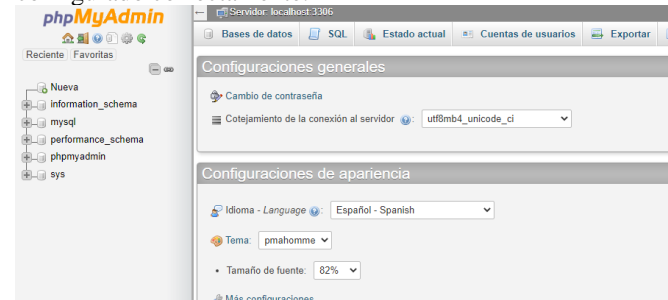 phpMyAdmin
Reciente Favoritas
Nueva
information_schema
mysql
performance_schema
phpmyadmin
sys
Servidor: localhost:3306
Bases de datos SQL Estado actual Cuentas de usuarios Exportar
Configuraciones generales
Cambio de contraseña
Cotejamiento de la conexión al servidor : utf8mb4_unicode_ci
Configuraciones de apariencia
Idioma - Language : Español - Spanish
Tema: pmahomme
Tamaño de fuente: 82%
Más configuraciones